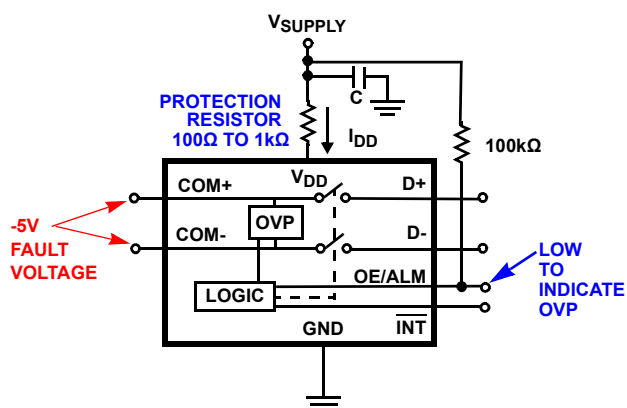 VSUPPLY
C
PROTECTION
RESISTOR
100Ω TO 1kΩ
IDD
100kΩ
COM+
VDD
D+
OVP
-5V
FAULT
VOLTAGE
COM-
D-
LOW
TO
INDICATE
OVP
OE/ALM
LOGIC
GND
INT